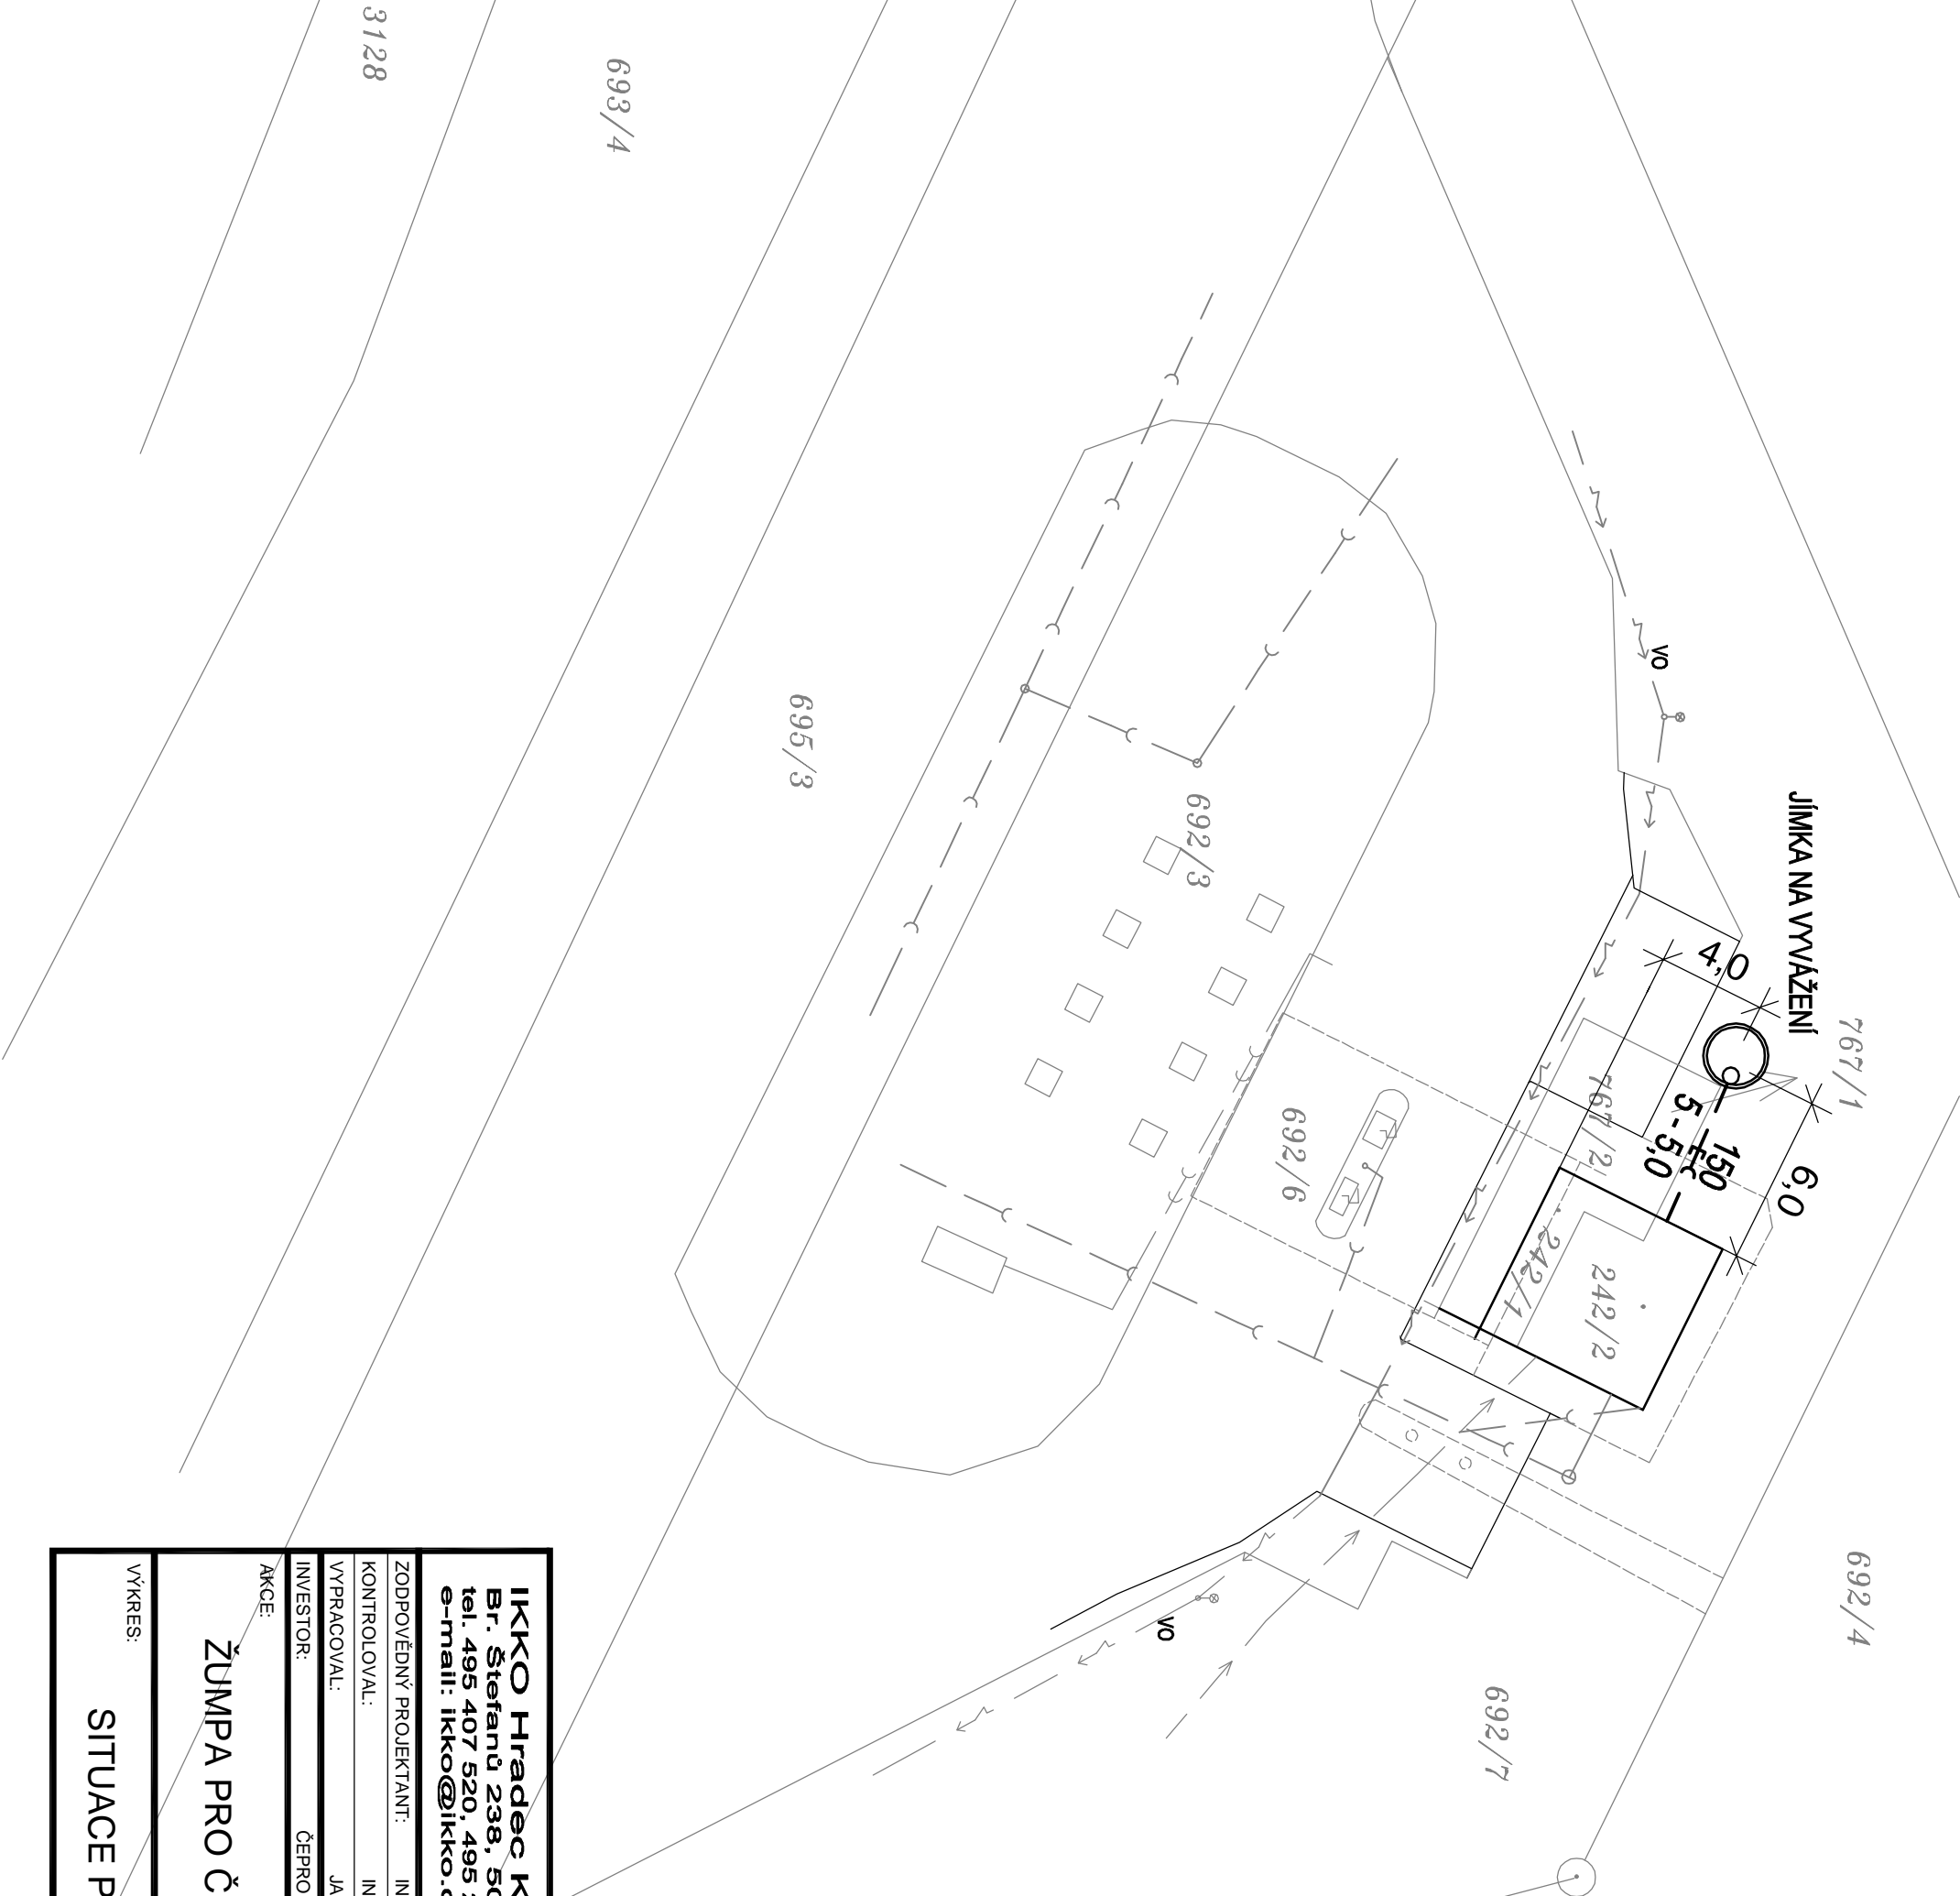 3128
693/4
695/3
692/3
VO
JÍMKA NA VYVÁŽENÍ
4,0
767/1
767/2
150
5 - 5,0
6,0
692/6
242/1
242/2
692/4
692/7
VO
IKKO Hradec K
Br. Štefanů 238, 50
tel. 495 407 520, 495
e-mail: ikko@ikko.
ZODPOVĚDNÝ PROJEKTANT: IN
KONTROLOVAL: IN
VYPRACOVAL: JA
INVESTOR: ČEPRO
AKCE:
ŽUMPA PRO Č
VÝKRES:
SITUACE P